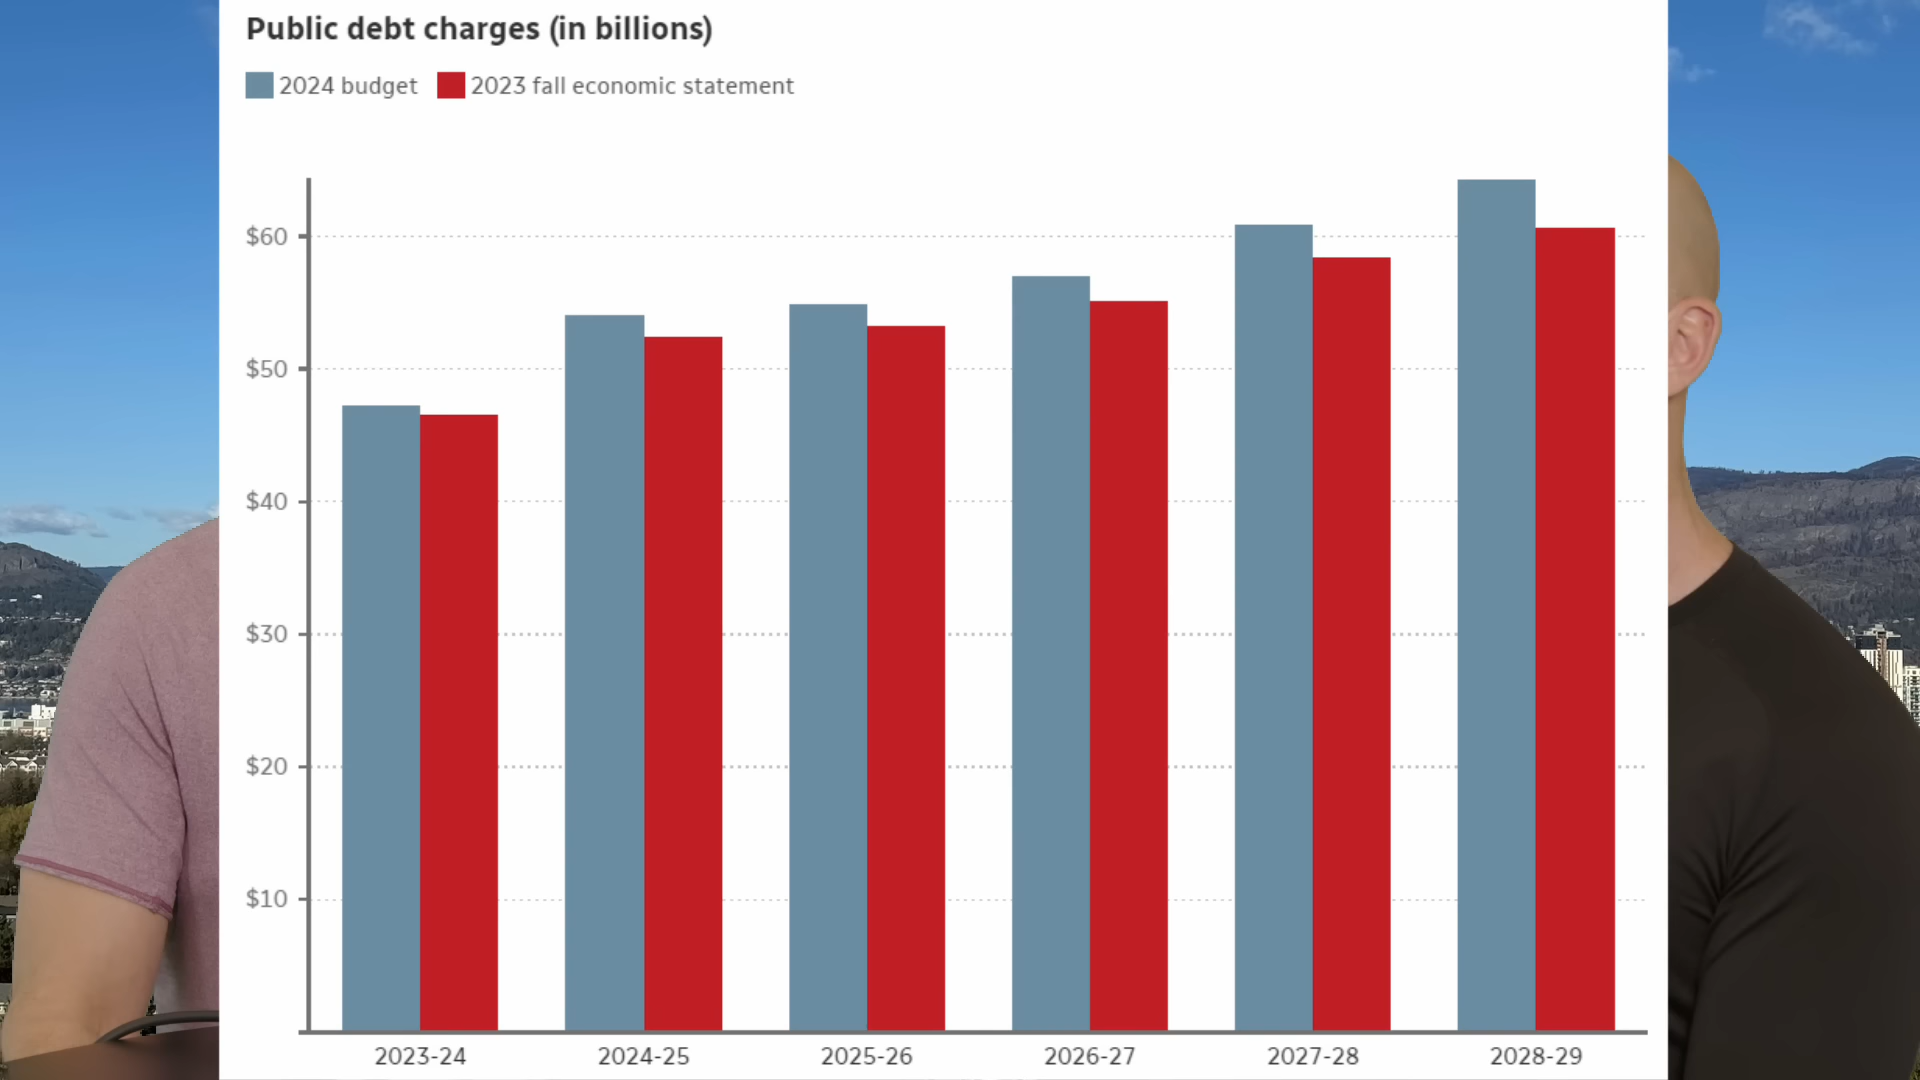 Public debt charges (in billions)
2024 budget 2023 fall economic statement
$60
$50
$40
$30
$20
$10
2023-24 2024-25 2025-26 2026-27 2027-28 2028-29